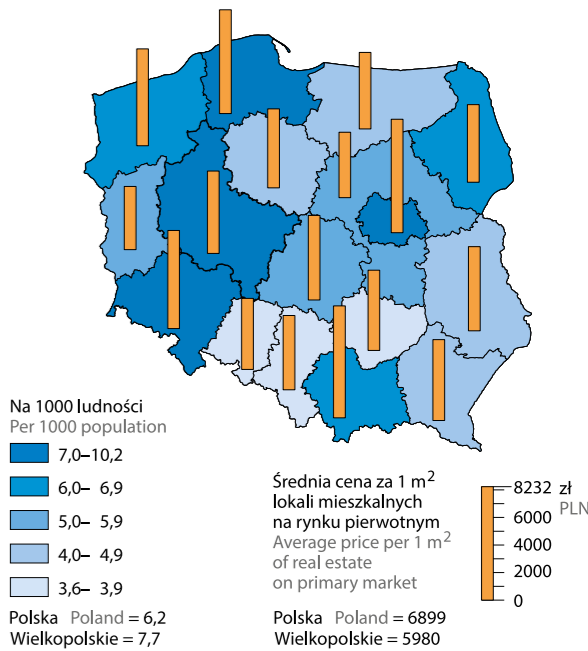 Na 1000 ludności
Per 1000 population
7,0– 10,2
6,0– 6,9
5,0– 5,9
4,0– 4,9
3,6– 3,9
Polska Poland = 6,2
Wielkopolskie = 7,7
Średnia cena za 1 m²
lokali mieszkalnych
na rynku pierwotnym
Average price per 1 m²
of real estate
on primary market
8232 zł
PLN
6000
4000
2000
0
Polska Poland = 6899
Wielkopolskie = 5980